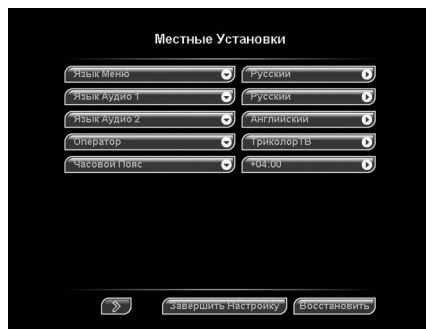 Местные Установки
Язык Меню Русский
Язык Аудио 1 Русский
Язык Аудио 2 Английский
Оператор ТриколорТВ
Часовой Пояс +04:00
Завершить Настройку Восстановить